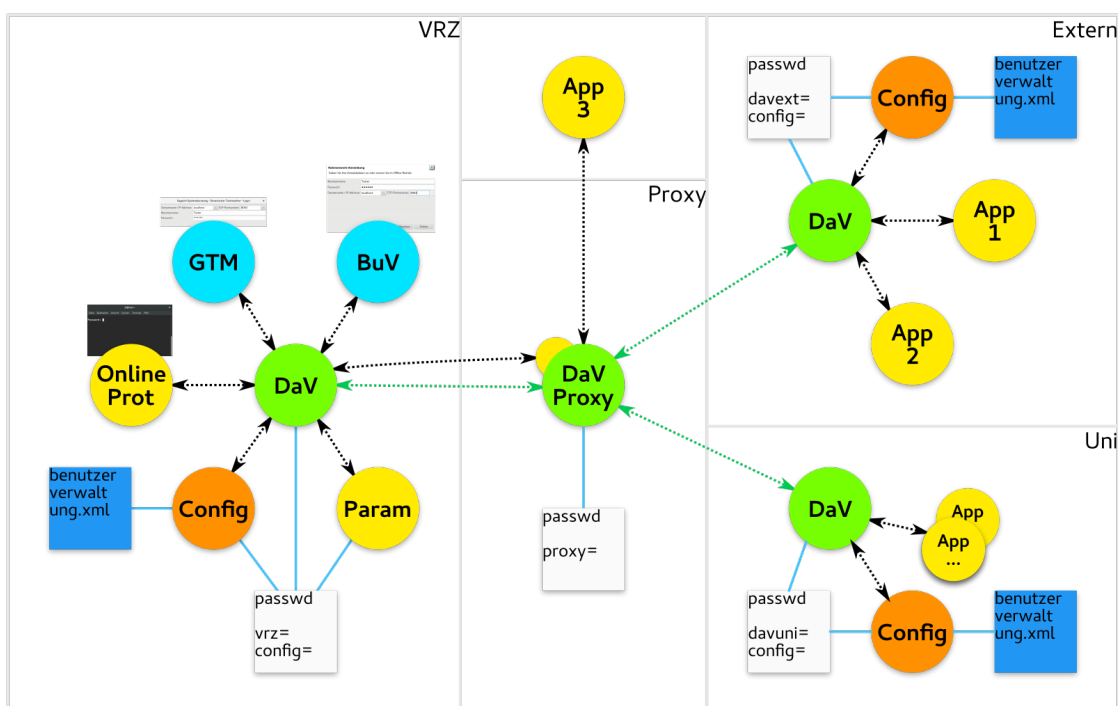 VRZ
Extern
App
3
passwd
davext=
config=
Config
benutzer
verwalt
ung.xml
Proxy
DaV
App
1
App
2
GTM
BuV
Online
Prot
DaV
DaV
Proxy
Uni
benutzer
verwalt
ung.xml
Config
Param
passwd
vrz=
config=
passwd
proxy=
DaV
App
App
...
passwd
davuni=
config=
Config
benutzer
verwalt
ung.xml